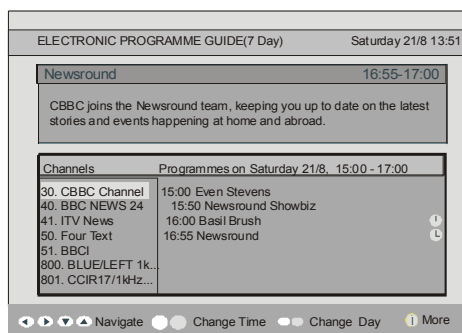 ELECTRONIC PROGRAMME GUIDE(7 Day) Saturday 21/8 13:51
Newsround 16:55-17:00
CBBC joins the Newsround team, keeping you up to date on the latest
stories and events happening at home and abroad.
Channels Programmes on Saturday 21/8, 15:00 - 17:00
30. CBBC Channel 15:00 Even Stevens
40. BBC NEWS 24 15:50 Newsround Showbiz
41. ITV News 16:00 Basil Brush
50. Four Text 16:55 Newsround
51. BBCI
800. BLUE/LEFT 1k...
801. CCIR17/1kHz...
Navigate Change Time Change Day i More